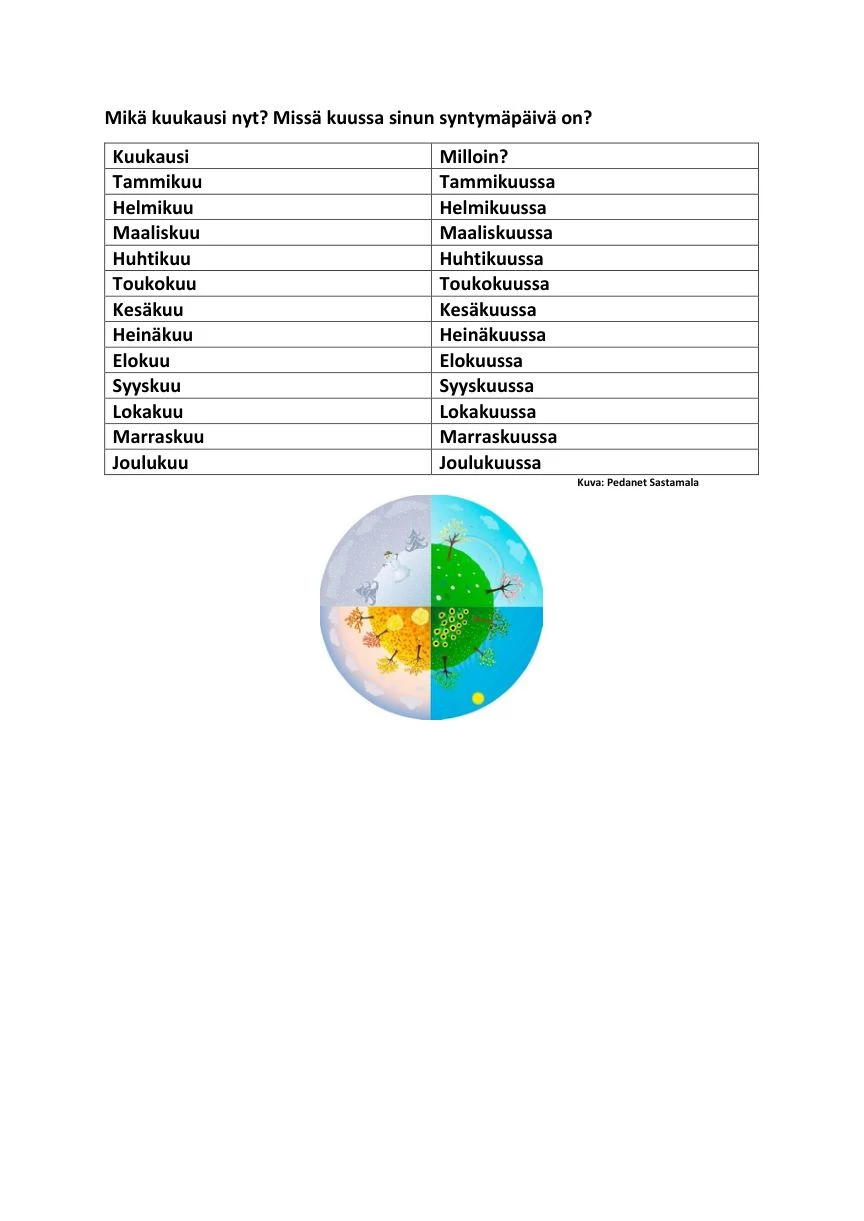 Mikä kuukausi nyt? Missä kuussa sinun syntymäpäivä on?
Kuukausi Milloin?
Tammikuu Tammikuussa
Helmikuu Helmikuussa
Maaliskuu Maaliskuussa
Huhtikuu Huhtikuussa
Toukokuu Toukokuussa
Kesäkuu Kesäkuussa
Heinäkuu Heinäkuussa
Elokuu Elokuussa
Syyskuu Syyskuussa
Lokakuu Lokakuussa
Marraskuu Marraskuussa
Joulukuu Joulukuussa
Kuva: Pedanet Sastamala